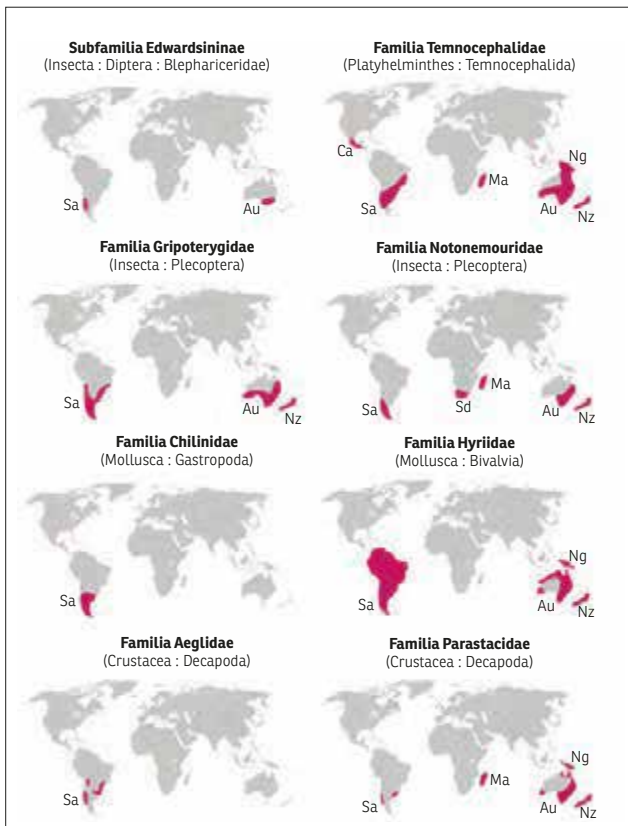 Subfamilia Edwardsininae
(Insecta : Diptera : Blephariceridae)
Sa
Au
Familia Temnocephalidae
(Platyhelminthes : Temnocephalida)
Ca
Ng
Ma
Sa
Au
Nz
Familia Gripoterygidae
(Insecta : Plecoptera)
Sa
Au
Nz
Familia Notonemouridae
(Insecta : Plecoptera)
Ma
Sa
Sd
Au
Nz
Familia Chilinidae
(Mollusca : Gastropoda)
Sa
Familia Hyriidae
(Mollusca : Bivalvia)
Ng
Sa
Au
Nz
Familia Aeglidae
(Crustacea : Decapoda)
Sa
Familia Parastacidae
(Crustacea : Decapoda)
Ng
Ma
Sa
Au
Nz